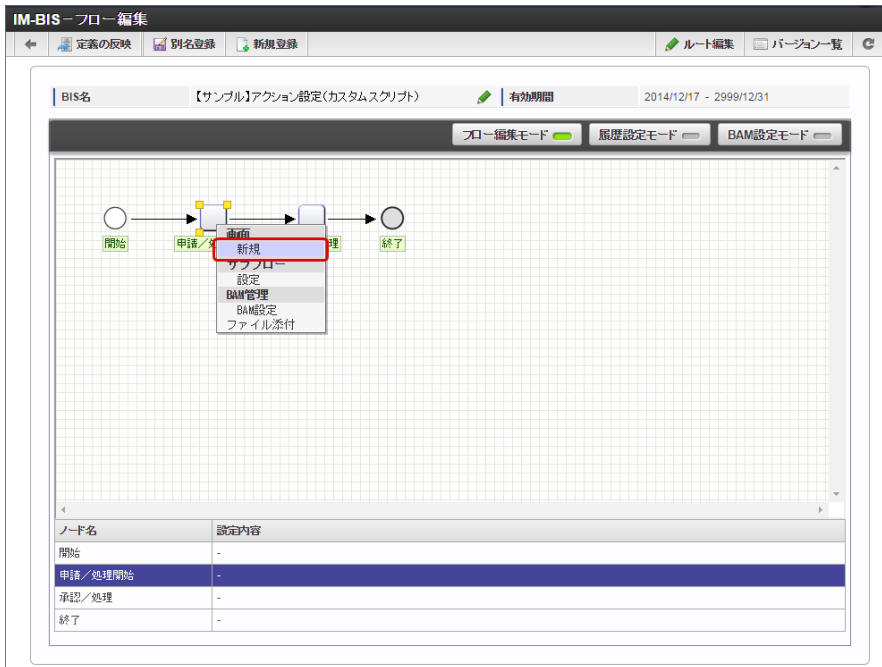 IM-BIS－フロー編集
定義の反映 別名登録 新規登録 ルート編集 バージョン一覧
BIS名 【サンプル】アクション設定(カスタムスクリプト) 有効期間 2014/12/17 - 2999/12/31
フロー編集モード 履歴設定モード BAM設定モード
開始 申請／処 理 終了
画面
新規
サブフロー
設定
BAM管理
BAM設定
ファイル添付
ノード名 設定内容
開始 -
申請／処理開始 -
承認／処理 -
終了 -